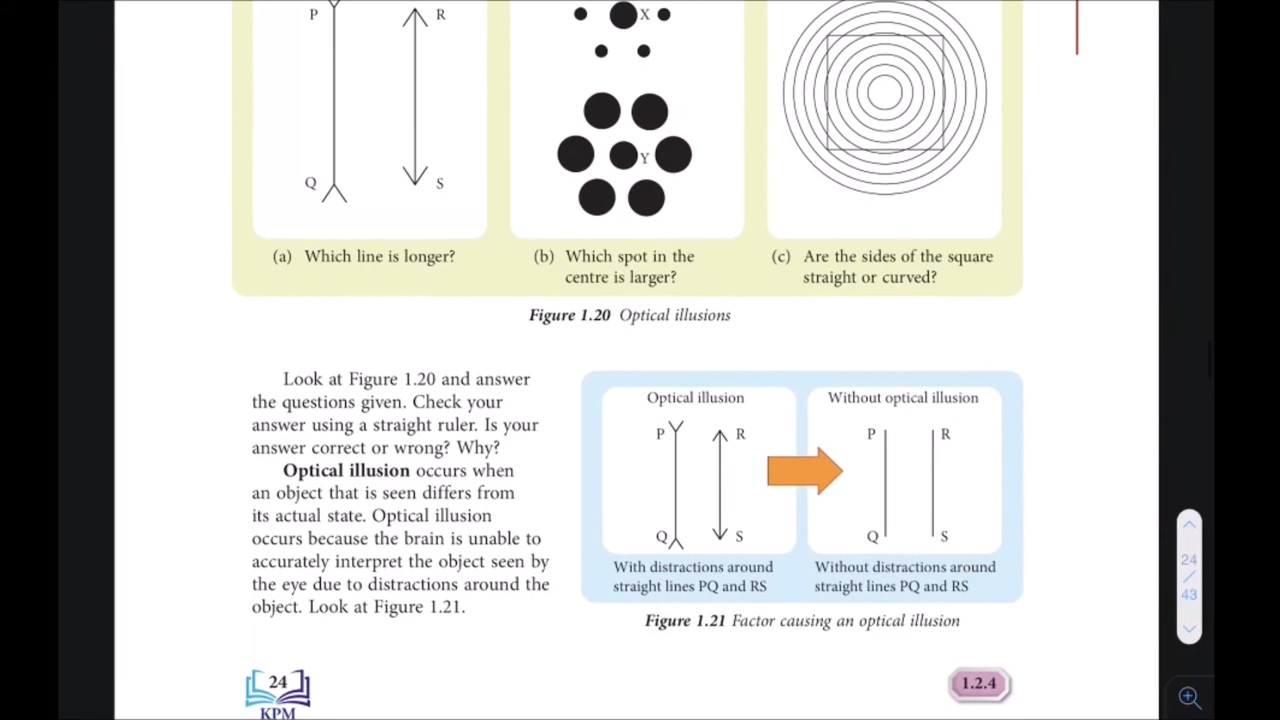 P
R
Q
S
X
Y
(a) Which line is longer?
(b) Which spot in the
centre is larger?
(c) Are the sides of the square
straight or curved?
Figure 1.20 Optical illusions
Look at Figure 1.20 and answer
the questions given. Check your
answer using a straight ruler. Is your
answer correct or wrong? Why?
Optical illusion occurs when
an object that is seen differs from
its actual state. Optical illusion
occurs because the brain is unable to
accurately interpret the object seen by
the eye due to distractions around the
object. Look at Figure 1.21.
Optical illusion
P
R
Q
S
With distractions around
straight lines PQ and RS
Without optical illusion
P
R
Q
S
Without distractions around
straight lines PQ and RS
Figure 1.21 Factor causing an optical illusion
24
KPM
1.2.4
24
/
43